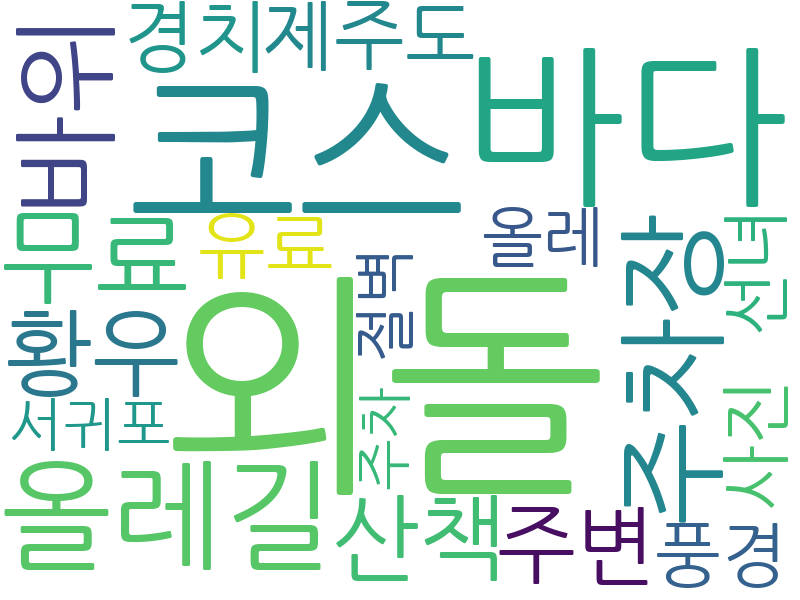 경치
제주도
바위
코스
바다
무료
유료
올레
주차장
선녀
절벽
외돌
황우
서귀포
주차
사진
올레길
산책
주변
풍경